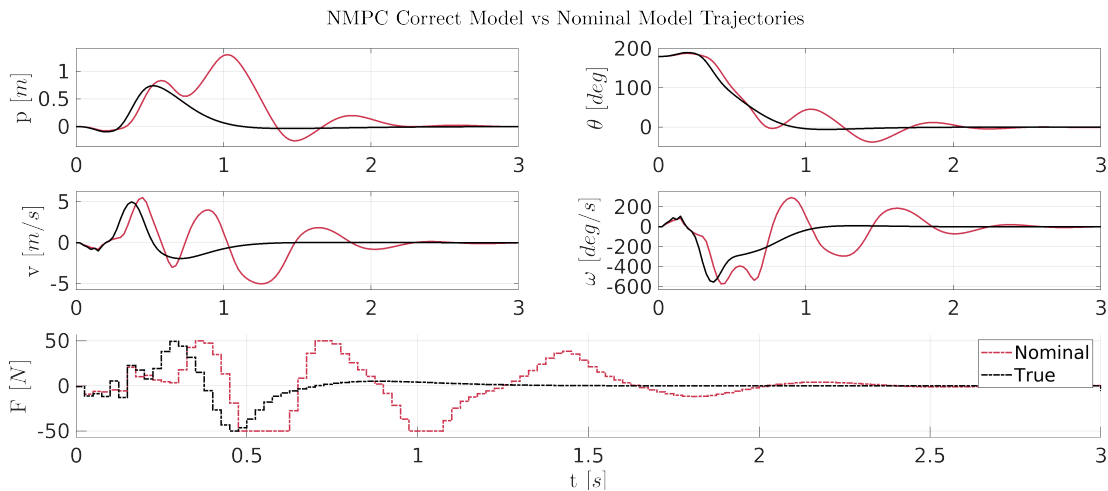 NMPC Correct Model vs Nominal Model Trajectories
p [m]
1
0.5
0
0 1 2 3
θ [deg]
200
100
0
0 1 2 3
v [m/s]
5
0
-5
0 1 2 3
ω [deg/s]
200
0
-200
-400
-600
0 1 2 3
F [N]
50
0
-50
Nominal
True
0 0.5 1 1.5 2 2.5 3
t [s]